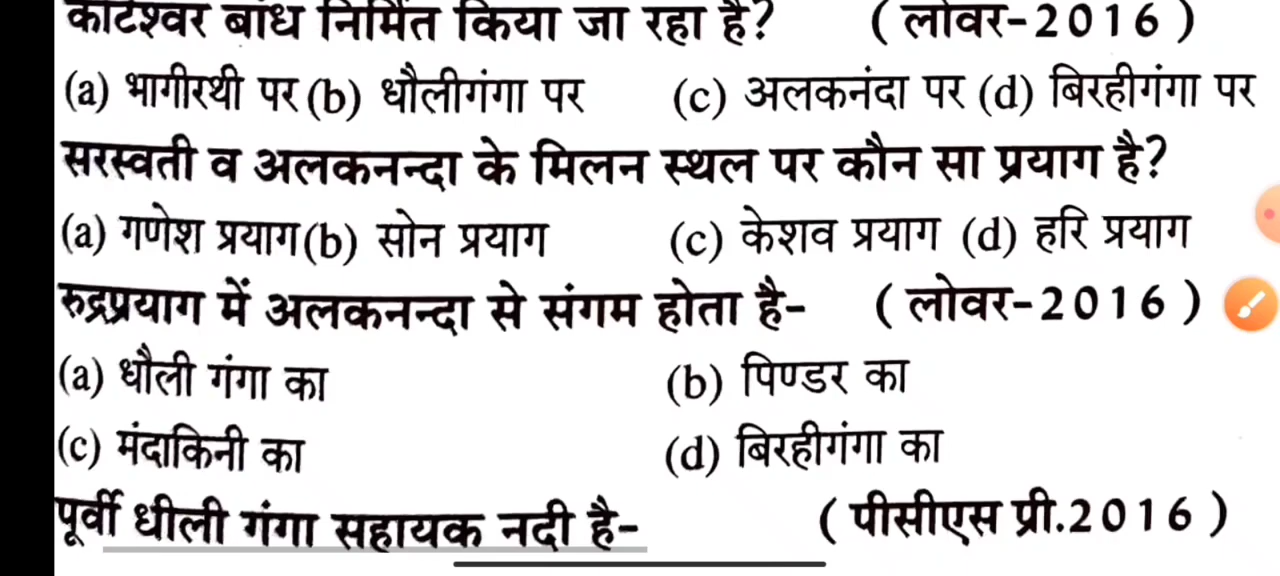 कोटेश्वर बांध निर्मित किया जा रहा है? (लोवर-2016)
(a) भागीरथी पर (b) धौलीगंगा पर (c) अलकनंदा पर (d) बिरहीगंगा पर
सरस्वती व अलकनन्दा के मिलन स्थल पर कौन सा प्रयाग है?
(a) गणेश प्रयाग (b) सोन प्रयाग (c) केशव प्रयाग (d) हरि प्रयाग
रुद्रप्रयाग में अलकनन्दा से संगम होता है- (लोवर-2016)
(a) धौली गंगा का (b) पिण्डर का
(c) मंदाकिनी का (d) बिरहीगंगा का
पूर्वी धीली गंगा सहायक नदी है- (पीसीएस प्री.2016)